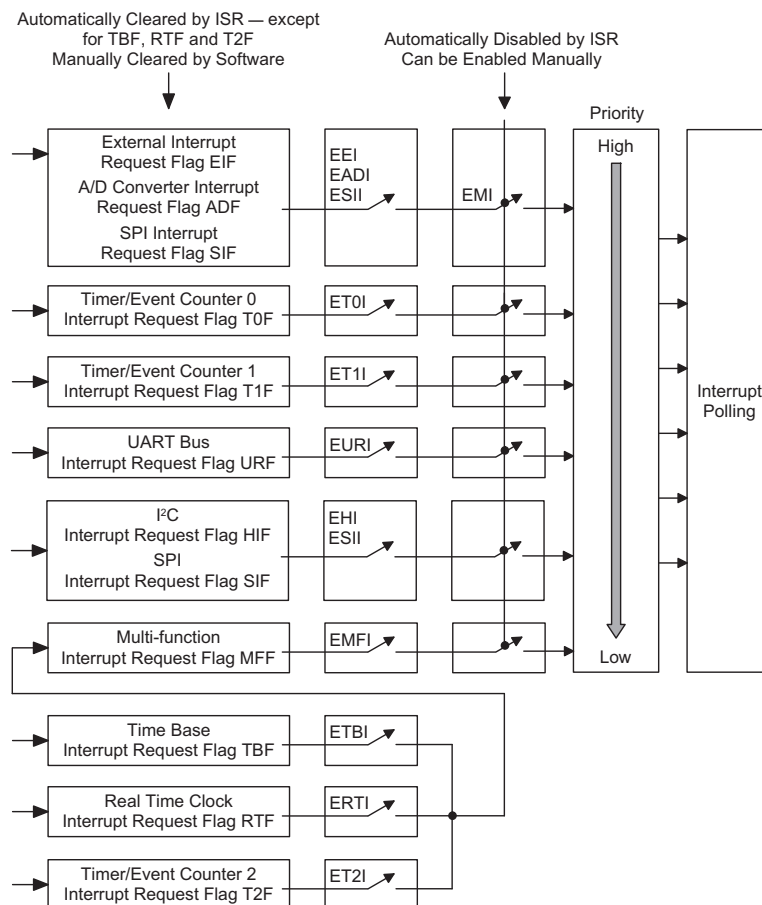 Automatically Cleared by ISR — except
for TBF, RTF and T2F
Manually Cleared by Software
Automatically Disabled by ISR
Can be Enabled Manually
Priority
External Interrupt
Request Flag EIF
A/D Converter Interrupt
Request Flag ADF
SPI Interrupt
Request Flag SIF
EEI
EADI
ESII
EMI
High
Timer/Event Counter 0
Interrupt Request Flag T0F
ET0I
Timer/Event Counter 1
Interrupt Request Flag T1F
ET1I
Interrupt
Polling
UART Bus
Interrupt Request Flag URF
EURI
I²C
Interrupt Request Flag HIF
SPI
Interrupt Request Flag SIF
EHI
ESII
Multi-function
Interrupt Request Flag MFF
EMFI
Low
Time Base
Interrupt Request Flag TBF
ETBI
Real Time Clock
Interrupt Request Flag RTF
ERTI
Timer/Event Counter 2
Interrupt Request Flag T2F
ET2I